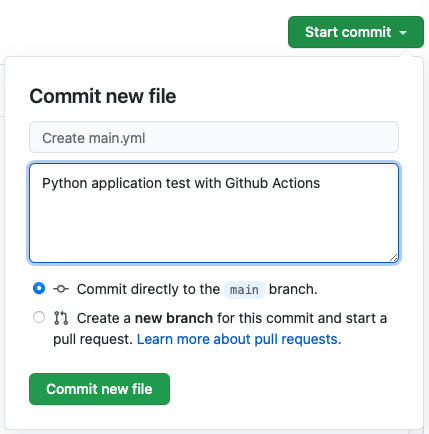 Start commit
Commit new file
Create main.yml
Python application test with Github Actions
Commit directly to the main branch.
Create a new branch for this commit and start a
pull request. Learn more about pull requests.
Commit new file